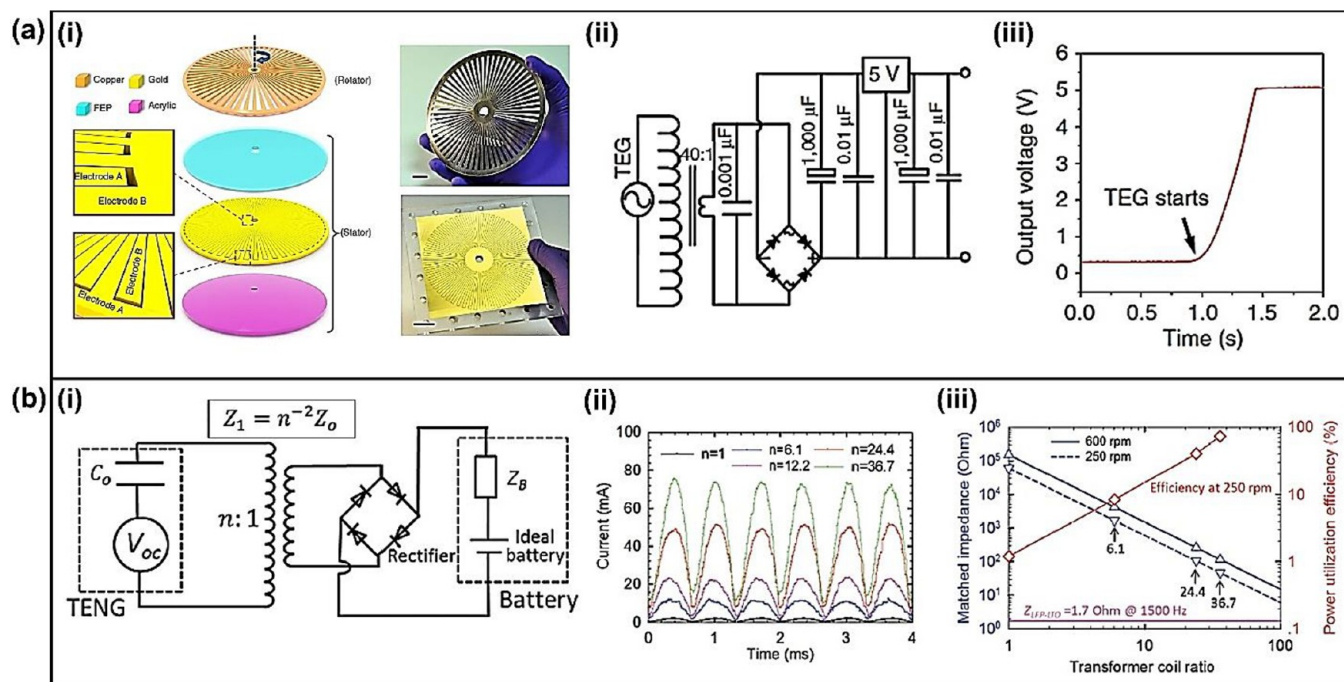 (a)
(i)
Copper
Gold
FEP
Acrylic
(Rotator)
Electrode A
Electrode B
(Stator)
Electrode B
Electrode A
(ii)
TEG
40:1
0.001 μF
1,000 μF
0.01 μF
5 V
1,000 μF
0.01 μF
(iii)
Output voltage (V)
6
5
4
3
2
1
0
TEG starts
0.0
0.5
1.0
1.5
2.0
Time (s)
(b)
(i)
Z₁ = n⁻²Zₒ
Cₒ
Voc
TENG
n: 1
Rectifier
Z_B
Ideal
battery
Battery
(ii)
Current (mA)
100
80
60
40
20
0
n=1
n=6.1
n=24.4
n=12.2
n=36.7
0
1
2
3
4
Time (ms)
(iii)
Matched impedance (Ohm)
10⁶
10⁵
10⁴
10³
10²
10¹
10⁰
600 rpm
250 rpm
Efficiency at 250 rpm
6.1
24.4
36.7
Z_LFP-LTO =1.7 Ohm @ 1500 Hz
1
10
100
Transformer coil ratio
100
10
1
.1
Power utilization efficiency (%)